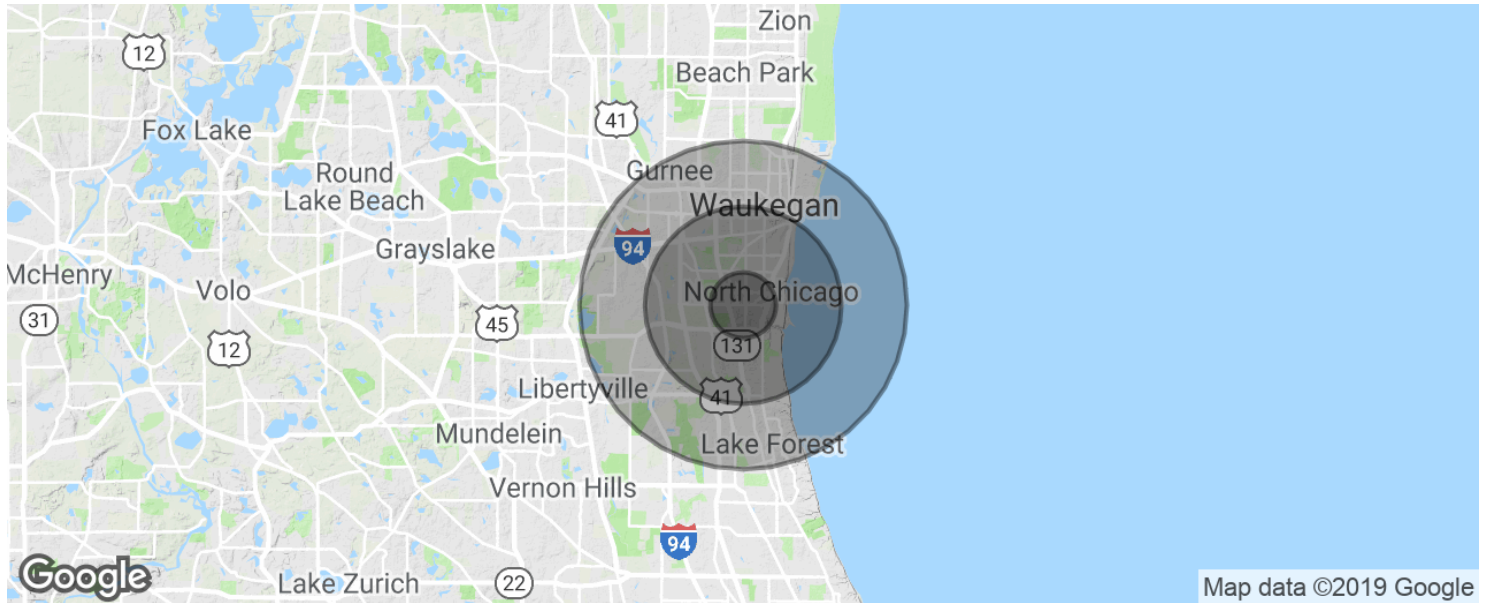 Zion
12
Beach Park
41
Fox Lake
Round
Lake Beach
Gurnee
Waukegan
94
Grayslake
McHenry
Volo
North Chicago
31
45
12
131
Libertyville
41
Mundelein
Lake Forest
Vernon Hills
94
Google
Lake Zurich
22
Map data ©2019 Google